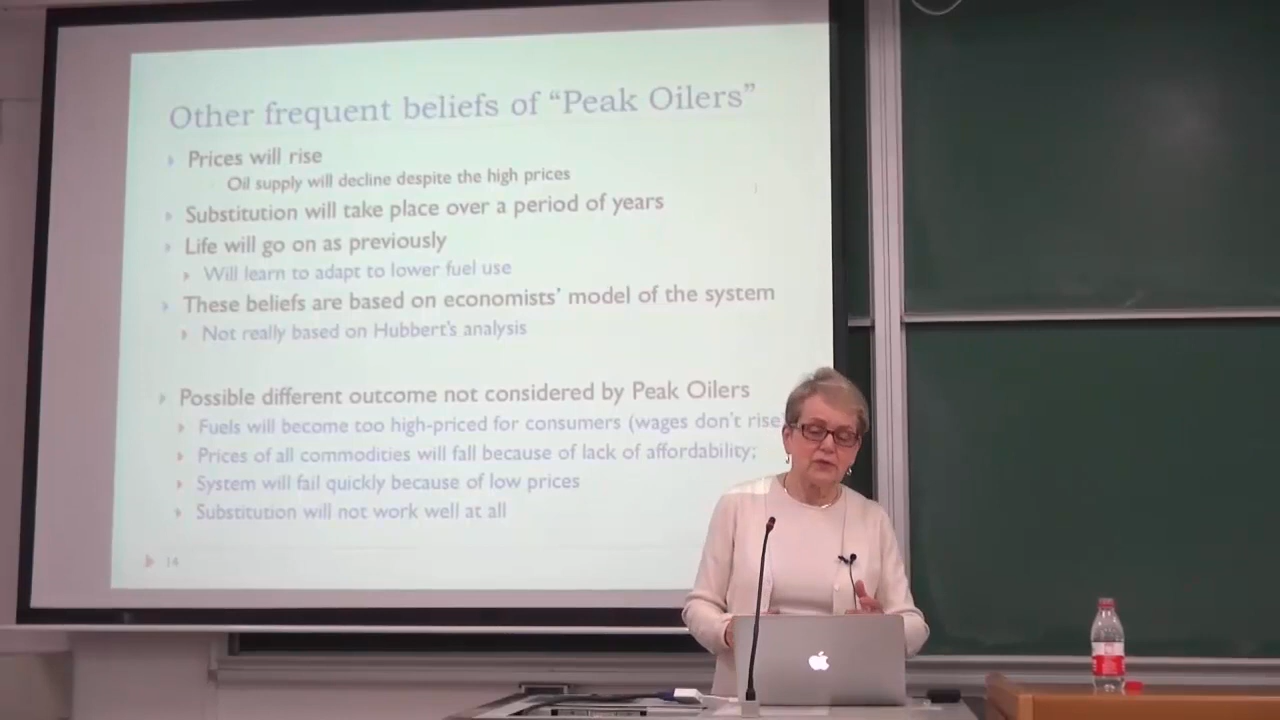 Other frequent beliefs of “Peak Oilers”
Prices will rise
Oil supply will decline despite the high prices
Substitution will take place over a period of years
Life will go on as previously
Will learn to adapt to lower fuel use
These beliefs are based on economists’ model of the system
Not really based on Hubbert’s analysis
Possible different outcome not considered by Peak Oilers
Fuels will become too high-priced for consumers (wages don’t rise)
Prices of all commodities will fall because of lack of affordability;
System will fail quickly because of low prices
Substitution will not work well at all
14